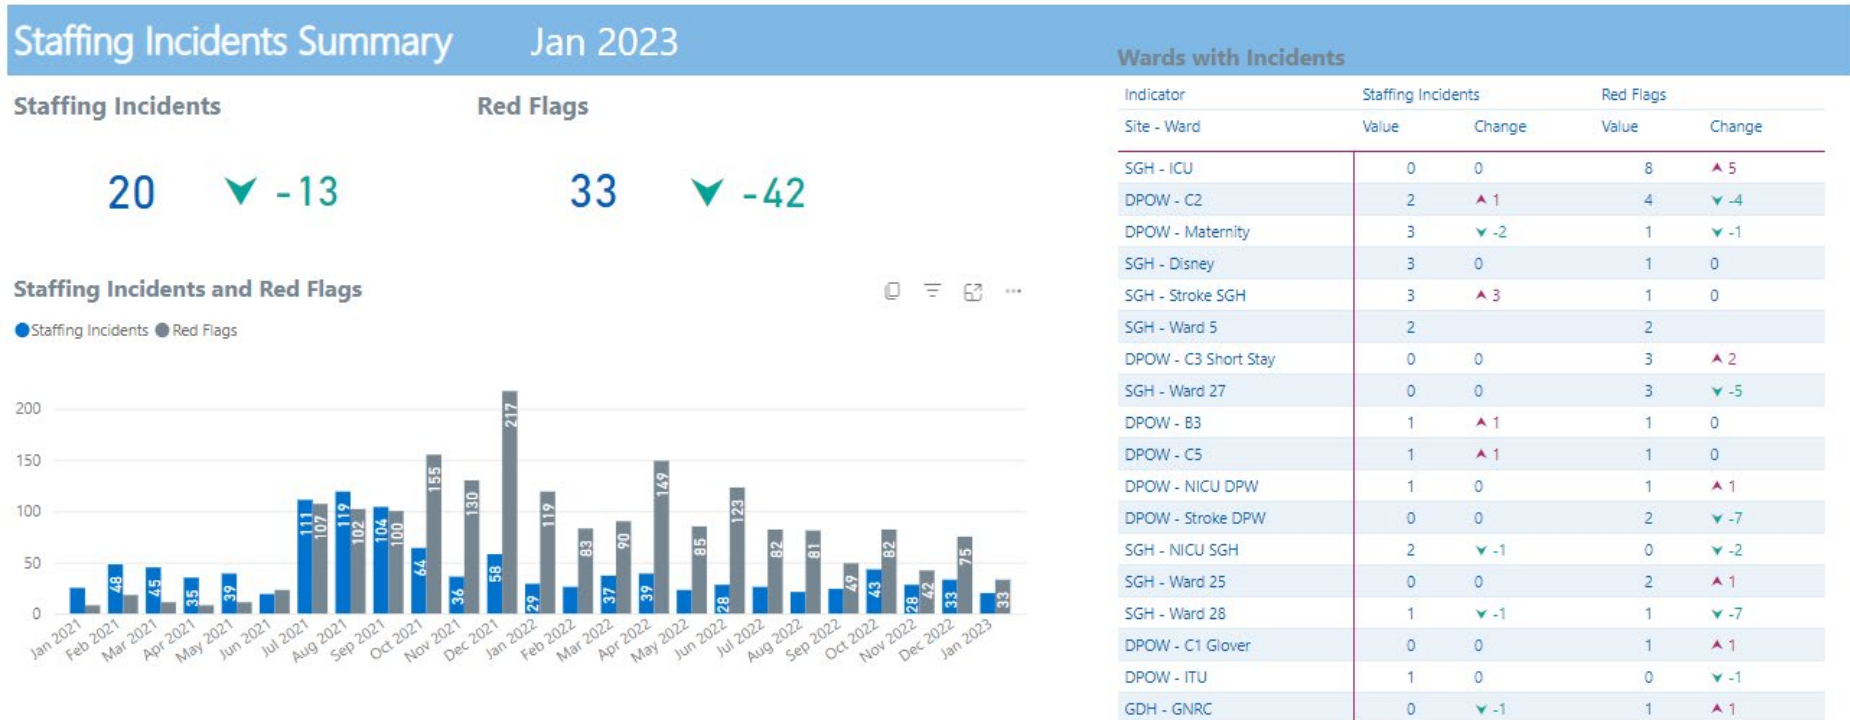 Staffing Incidents Summary Jan 2023
Staffing Incidents Red Flags
20 -13 33 -42
Staffing Incidents and Red Flags
Staffing Incidents Red Flags
200
150
100
50
0
48 45 35 39 111 107 119 102 104 100 64 155 36 130 58 217 29 119 83 37 90 39 149 85 28 123 82 81 49 43 82 28 42 33 75 33
Jan 2021 Feb 2021 Mar 2021 Apr 2021 May 2021 Jun 2021 Jul 2021 Aug 2021 Sep 2021 Oct 2021 Nov 2021 Dec 2021 Jan 2022 Feb 2022 Mar 2022 Apr 2022 May 2022 Jun 2022 Jul 2022 Aug 2022 Sep 2022 Oct 2022 Nov 2022 Dec 2022 Jan 2023
Wards with Incidents
Indicator Staffing Incidents Red Flags
Site - Ward Value Change Value Change
SGH - ICU 0 0 8 5
DPOW - C2 2 1 4 -4
DPOW - Maternity 3 -2 1 -1
SGH - Disney 3 0 1 0
SGH - Stroke SGH 3 3 1 0
SGH - Ward 5 2 2
DPOW - C3 Short Stay 0 0 3 2
SGH - Ward 27 0 0 3 -5
DPOW - B3 1 1 1 0
DPOW - C5 1 1 1 0
DPOW - NICU DPW 1 0 1 1
DPOW - Stroke DPW 0 0 2 -7
SGH - NICU SGH 2 -1 0 -2
SGH - Ward 25 0 0 2 1
SGH - Ward 28 1 -1 1 -7
DPOW - C1 Glover 0 0 1 1
DPOW - ITU 1 0 0 -1
GDH - GNRC 0 -1 1 1